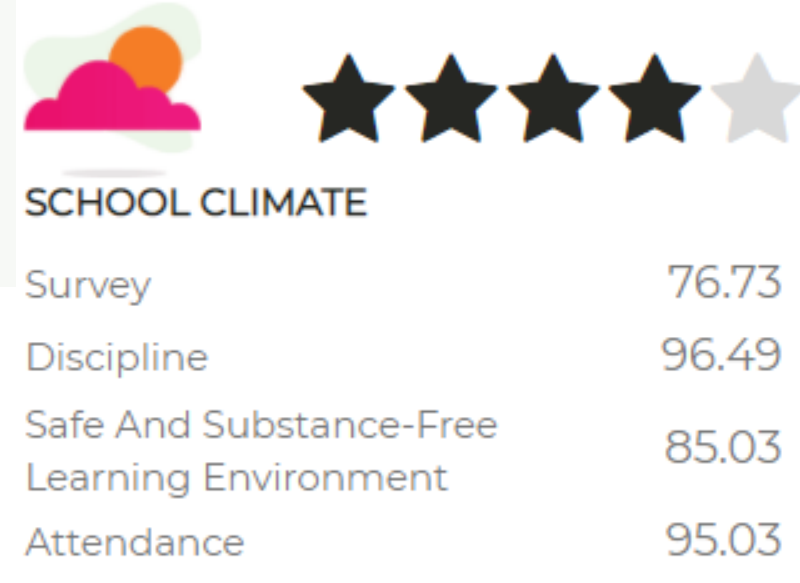 SCHOOL CLIMATE
Survey 76.73
Discipline 96.49
Safe And Substance-Free
Learning Environment 85.03
Attendance 95.03